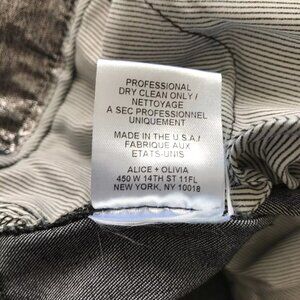 PROFESSIONAL
DRY CLEAN ONLY /
NETTOYAGE
A SEC PROFESSIONNEL
UNIQUEMENT
MADE IN THE U.S.A./
FABRIQUE AUX
ETATS-UNIS
ALICE + OLIVIA
450 W 14TH ST 11FL
NEW YORK, NY 10018